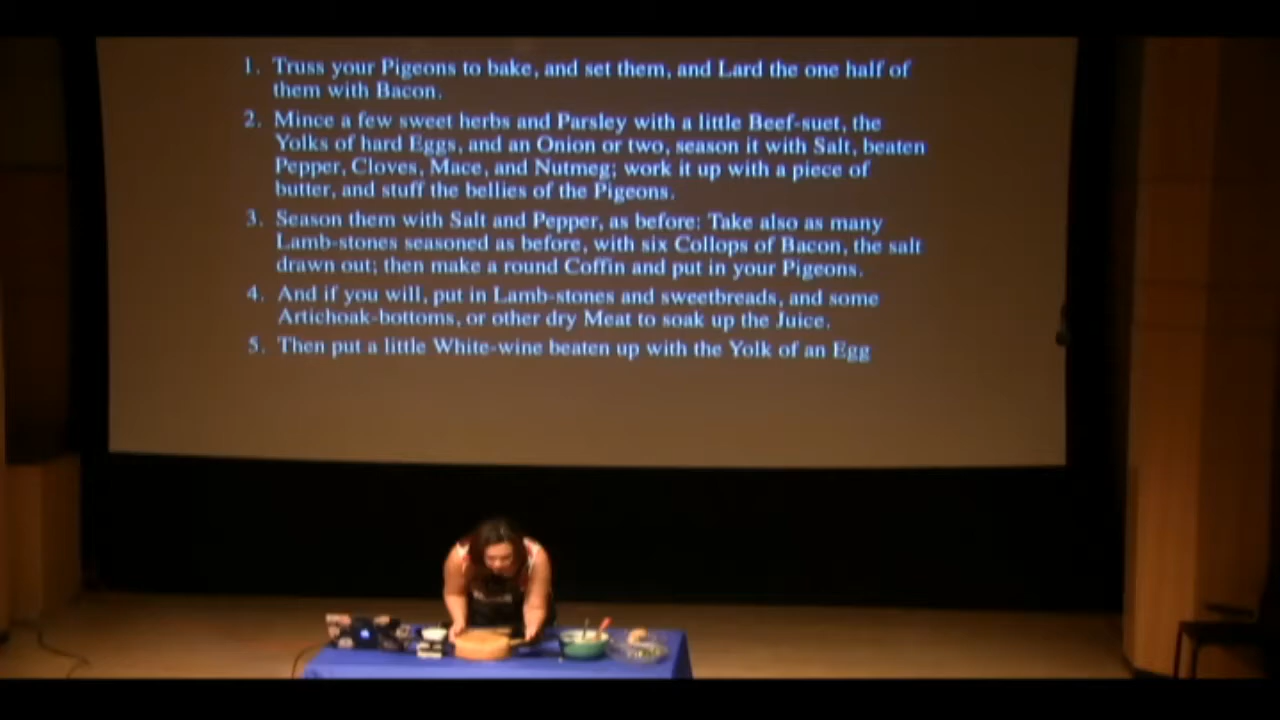 1. Truss your Pigeons to bake, and set them, and Lard the one half of
them with Bacon.
2. Mince a few sweet herbs and Parsley with a little Beef-suet, the
Yolks of hard Eggs, and an Onion or two, season it with Salt, beaten
Pepper, Cloves, Mace, and Nutmeg; work it up with a piece of
butter, and stuff the bellies of the Pigeons.
3. Season them with Salt and Pepper, as before: Take also as many
Lamb-stones seasoned as before, with six Collops of Bacon, the salt
drawn out; then make a round Coffin and put in your Pigeons.
4. And if you will, put in Lamb-stones and sweetbreads, and some
Artichoak-bottoms, or other dry Meat to soak up the Juice.
5. Then put a little White-wine beaten up with the Yolk of an Egg